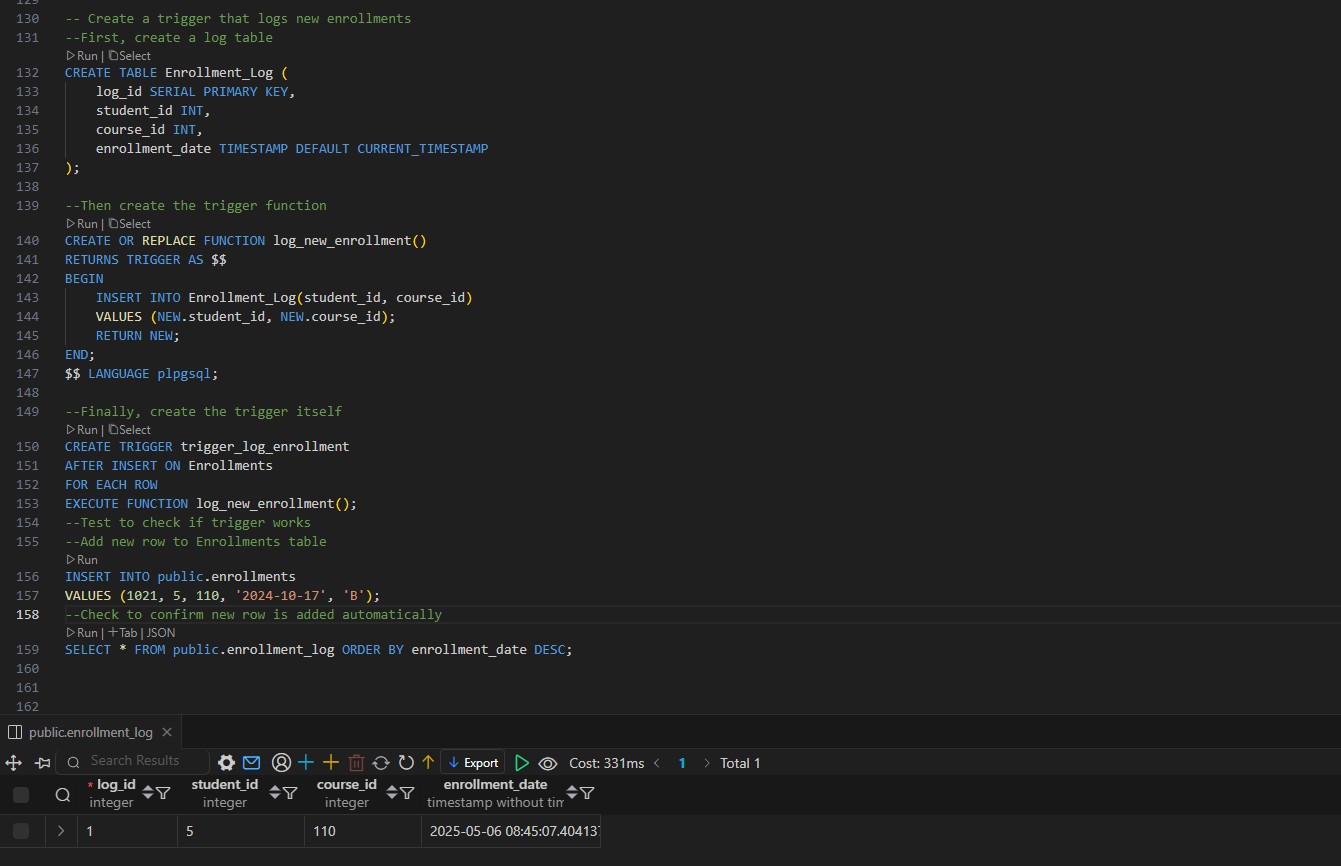 129
130 -- Create a trigger that logs new enrollments
131 --First, create a log table
Run | Select
132 CREATE TABLE Enrollment_Log (
133 log_id SERIAL PRIMARY KEY,
134 student_id INT,
135 course_id INT,
136 enrollment_date TIMESTAMP DEFAULT CURRENT_TIMESTAMP
137 );
138
139 --Then create the trigger function
Run | Select
140 CREATE OR REPLACE FUNCTION log_new_enrollment()
141 RETURNS TRIGGER AS $$
142 BEGIN
143 INSERT INTO Enrollment_Log(student_id, course_id)
144 VALUES (NEW.student_id, NEW.course_id);
145 RETURN NEW;
146 END;
147 $$ LANGUAGE plpgsql;
148
149 --Finally, create the trigger itself
Run | Select
150 CREATE TRIGGER trigger_log_enrollment
151 AFTER INSERT ON Enrollments
152 FOR EACH ROW
153 EXECUTE FUNCTION log_new_enrollment();
154 --Test to check if trigger works
155 --Add new row to Enrollments table
Run
156 INSERT INTO public.enrollments
157 VALUES (1021, 5, 110, '2024-10-17', 'B');
158 --Check to confirm new row is added automatically
Run | +Tab | JSON
159 SELECT * FROM public.enrollment_log ORDER BY enrollment_date DESC;
160
161
162
public.enrollment_log
Search Results Export Cost: 331ms < 1 > Total 1
* log_id student_id course_id enrollment_date
integer integer integer timestamp without tim
1 5 110 2025-05-06 08:45:07.404137